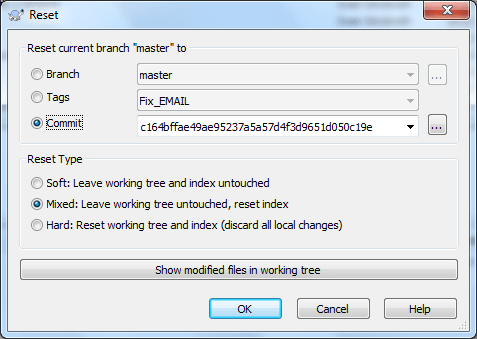 Reset
Reset current branch "master" to
Branch
master
...
Tags
Fix_EMAIL
Commit
c164bffae49ae95237a5a57d4f3d9651d050c19e
...
Reset Type
Soft: Leave working tree and index untouched
Mixed: Leave working tree untouched, reset index
Hard: Reset working tree and index (discard all local changes)
Show modified files in working tree
OK
Cancel
Help